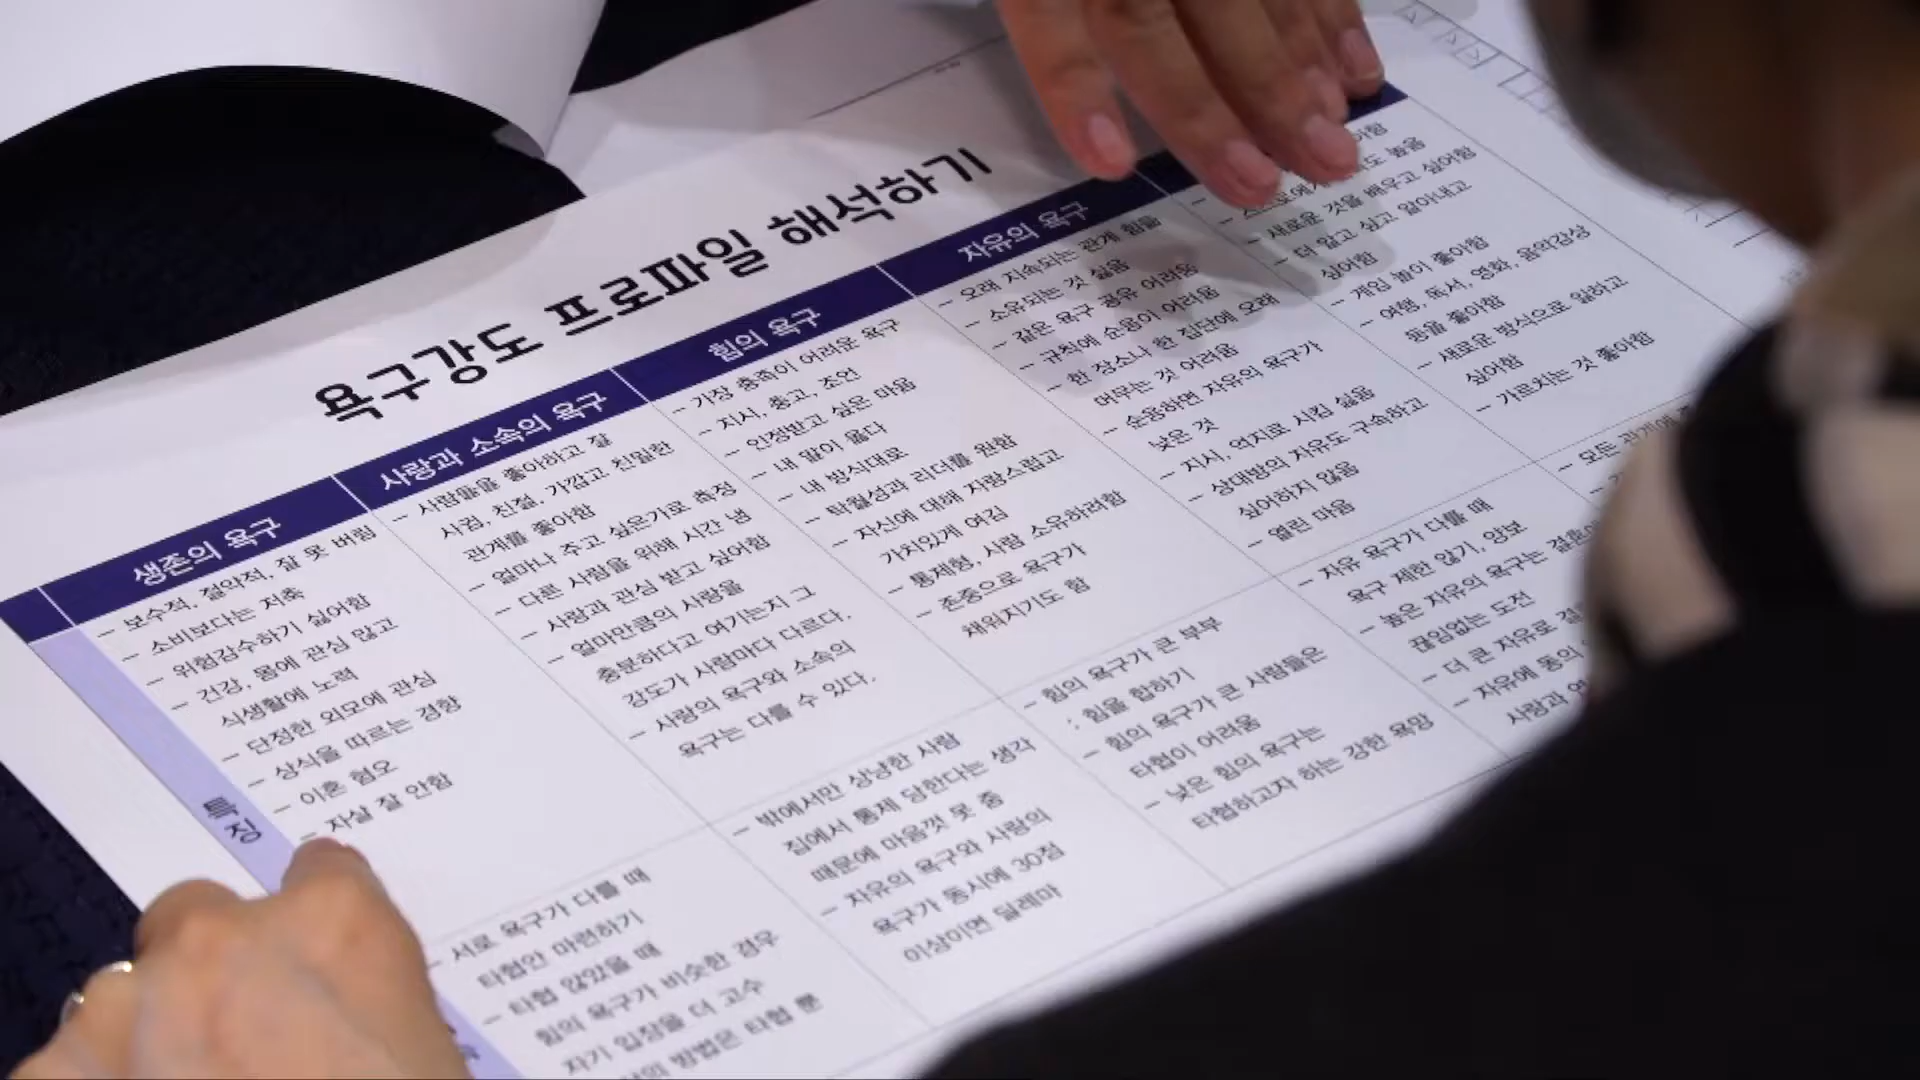 욕구강도 프로파일 해석하기
생존의 욕구
사랑과 소속의 욕구
힘의 욕구
자유의 욕구
특징
– 보수적, 절약적, 잘 못 버림
– 소비보다는 저축
– 위험감수하기 싫어함
– 건강, 몸에 관심 많고
식생활에 노력
– 단정한 외모에 관심
– 상식을 따르는 경향
– 이혼 혐오
– 자살 잘 안함
– 사람들을 좋아하고 잘
사귐, 친절, 가깝고 친밀한
관계를 좋아함
– 얼마나 주고 싶은가로 측정
– 다른 사람을 위해 시간 냄
– 사랑과 관심 받고 싶어함
– 얼마만큼의 사랑을
충분하다고 여기는지 그
강도가 사람마다 다르다.
– 사랑의 욕구와 소속의
욕구는 다를 수 있다.
– 가장 충족이 어려운 욕구
– 지시, 충고, 조언
– 인정받고 싶은 마음
– 내 말이 옳다
– 내 방식대로
– 탁월성과 리더를 원함
– 자신에 대해 자랑스럽고
가치있게 여김
– 통제형, 사람 소유하려함
– 존중으로 욕구가
채워지기도 함
– 오래 지속되는 관계 힘듦
– 소유되는 것 싫음
– 같은 욕구 공유 어려움
– 규칙에 순응이 어려움
– 한 장소나 한 집단에 오래
머무는 것 어려움
– 순응하면 자유의 욕구가
낮은 것
– 지시, 억지로 시킴 싫음
– 상대방의 자유도 구속하고
싶어하지 않음
– 열린 마음
– 새로운 것을 배우고 싶어함
– 더 알고 싶고 알아내고
싶어함
– 게임 놀이 좋아함
– 여행, 독서, 영화, 음악감상
등을 좋아함
– 새로운 방식으로 일하고
싶어함
– 가르치는 것 좋아함
– 서로 욕구가 다를 때
타협안 마련하기
– 타협 않았을 때
힘의 욕구가 비슷한 경우
자기 입장을 더 고수
방법은 타협 뿐
– 밖에서만 상냥한 사람
집에서 통제 당한다는 생각
때문에 마음껏 못 줌
– 자유의 욕구와 사랑의
욕구가 동시에 30점
이상이면 딜레마
– 힘의 욕구가 큰 부부
; 힘을 합하기
– 힘의 욕구가 큰 사람들은
타협이 어려움
– 낮은 힘의 욕구는
타협하고자 하는 강한 욕망
– 자유 욕구가 다를 때
욕구 제한 않기, 양보
– 높은 자유의 욕구는
끊임없는 도전
– 더 큰 자유로
– 자유에 동의
사랑과
– 모든 관계에